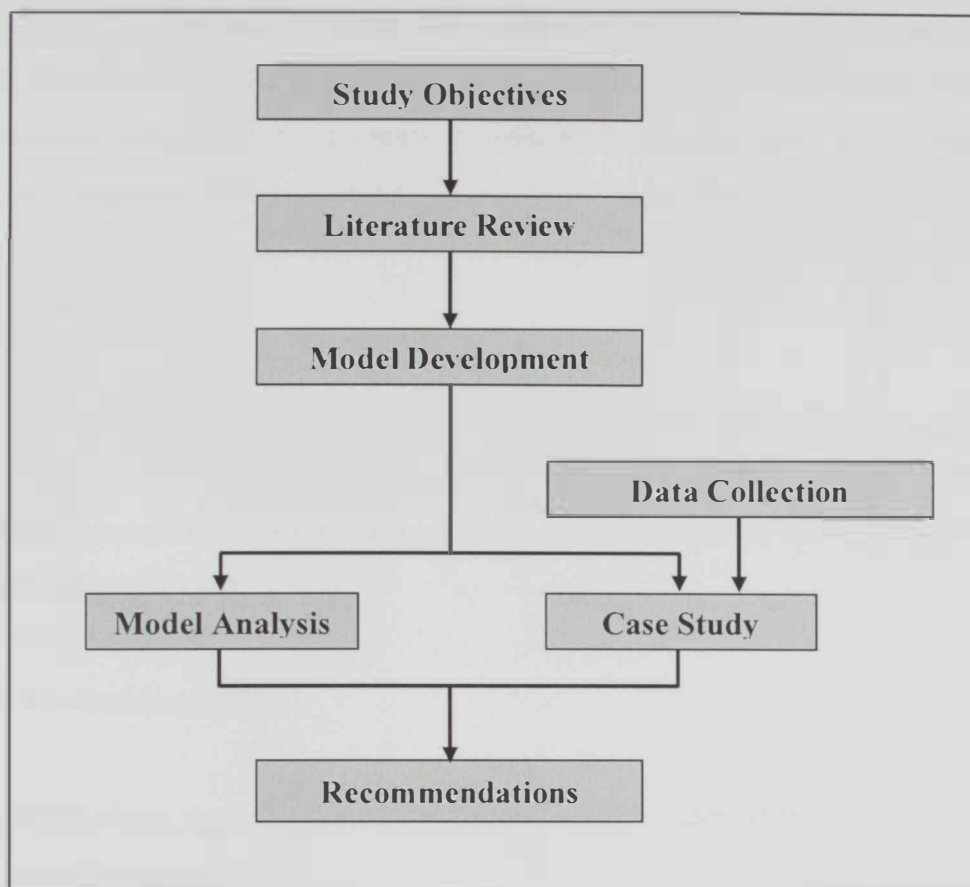 Study Objectives
Literature Review
Model Development
Data Collection
Model Analysis
Case Study
Recommendations